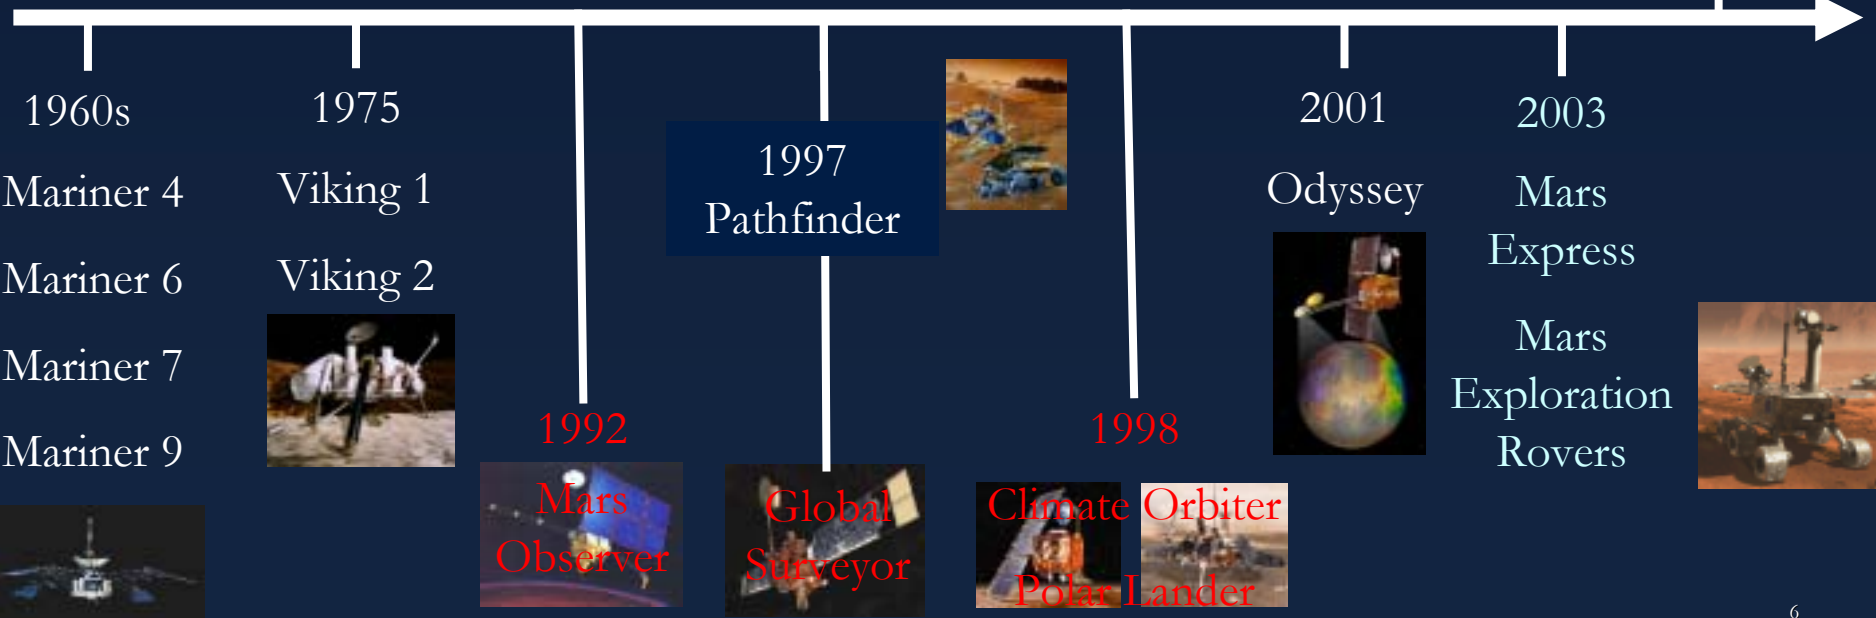 1960s
Mariner 4
Mariner 6
Mariner 7
Mariner 9
1975
Viking 1
Viking 2
1992
Mars
Observer
1997
Pathfinder
Global
Surveyor
1998
Climate Orbiter
Polar Lander
2001
Odyssey
2003
Mars
Express
Mars
Exploration
Rovers
6